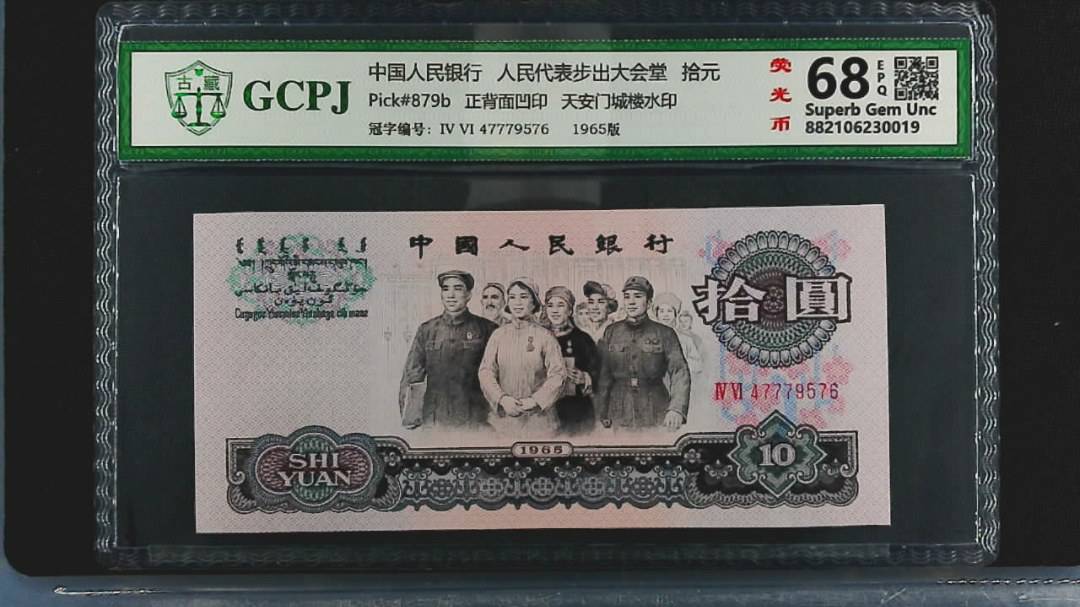 古藏
GCPJ
中国人民银行 人民代表步出大会堂 拾元
Pick#879b 正背面凹印 天安门城楼水印
冠字编号: IV VI 47779576 1965版
荧光币
68
EPQ
Superb Gem Unc
882106230019
中國人民銀行
拾圓
IV VI 47779576
1965
SHI
YUAN
10